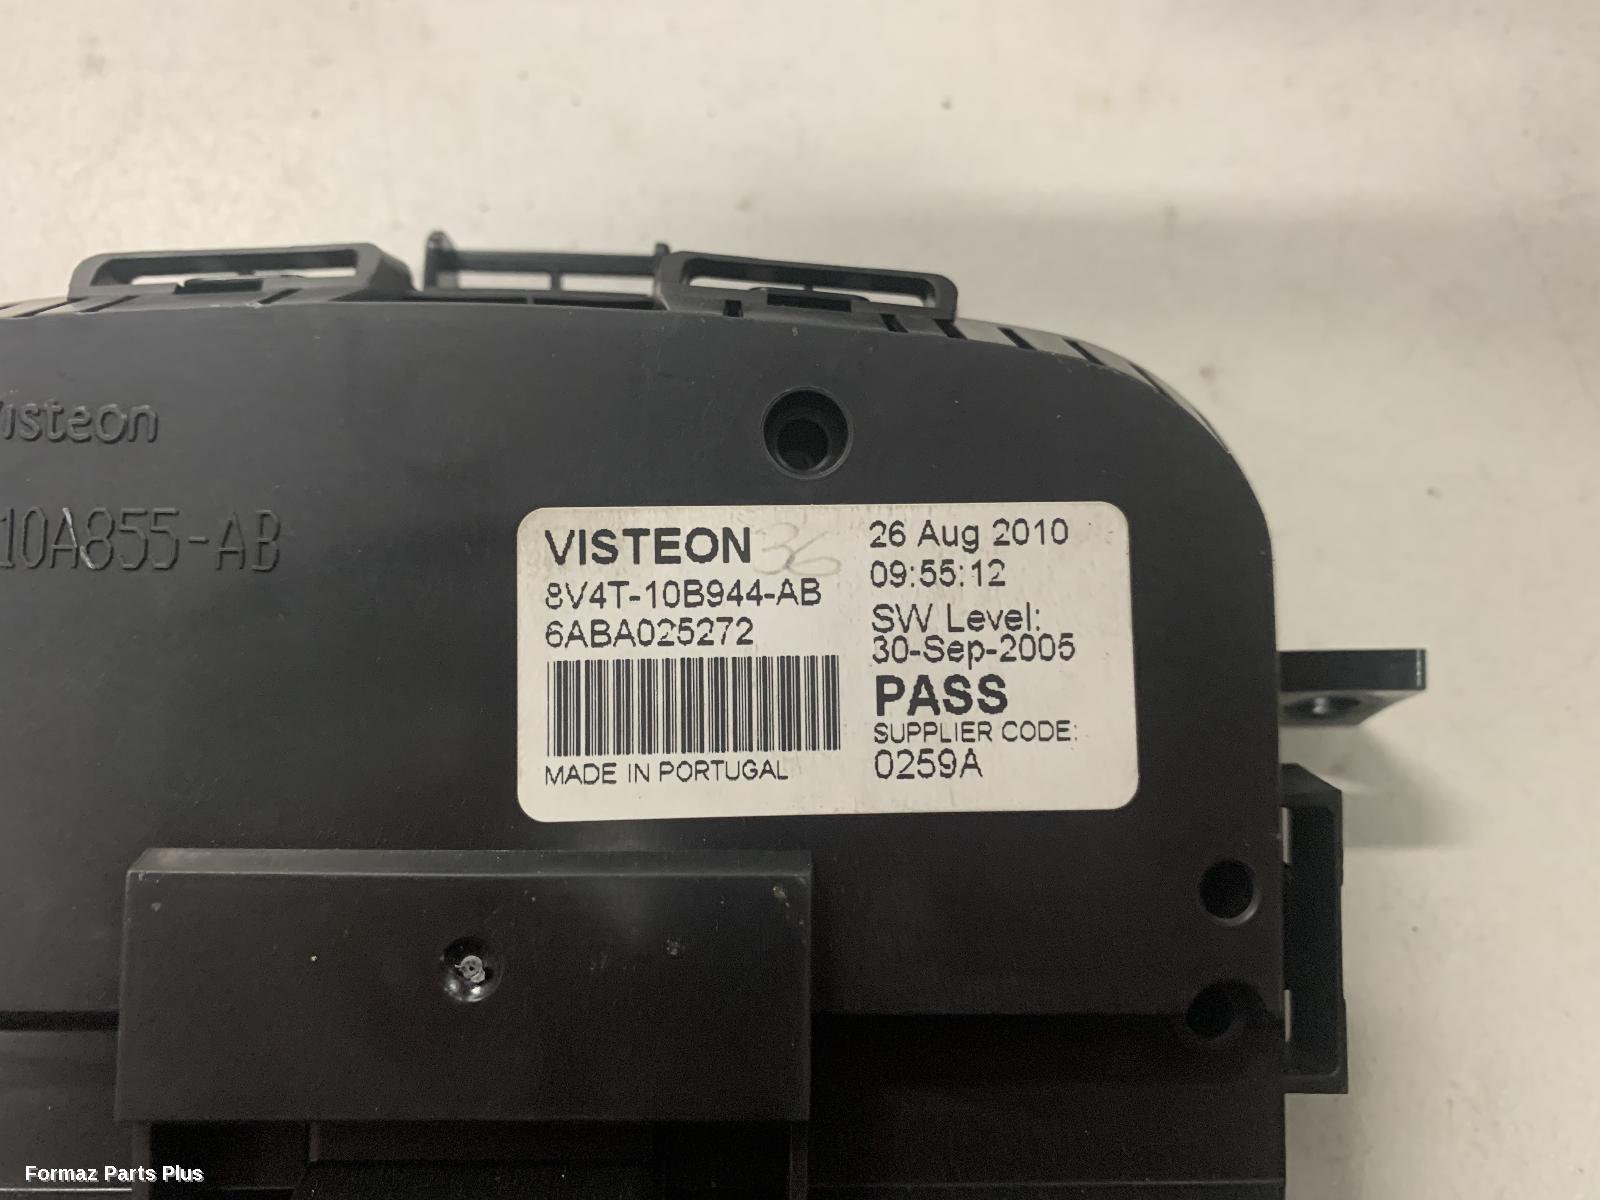 Visteon
10A855-AB
VISTEON 36
8V4T-10B944-AB
6ABA025272
MADE IN PORTUGAL
26 Aug 2010
09:55:12
SW Level:
30-Sep-2005
PASS
SUPPLIER CODE:
0259A
Formaz Parts Plus